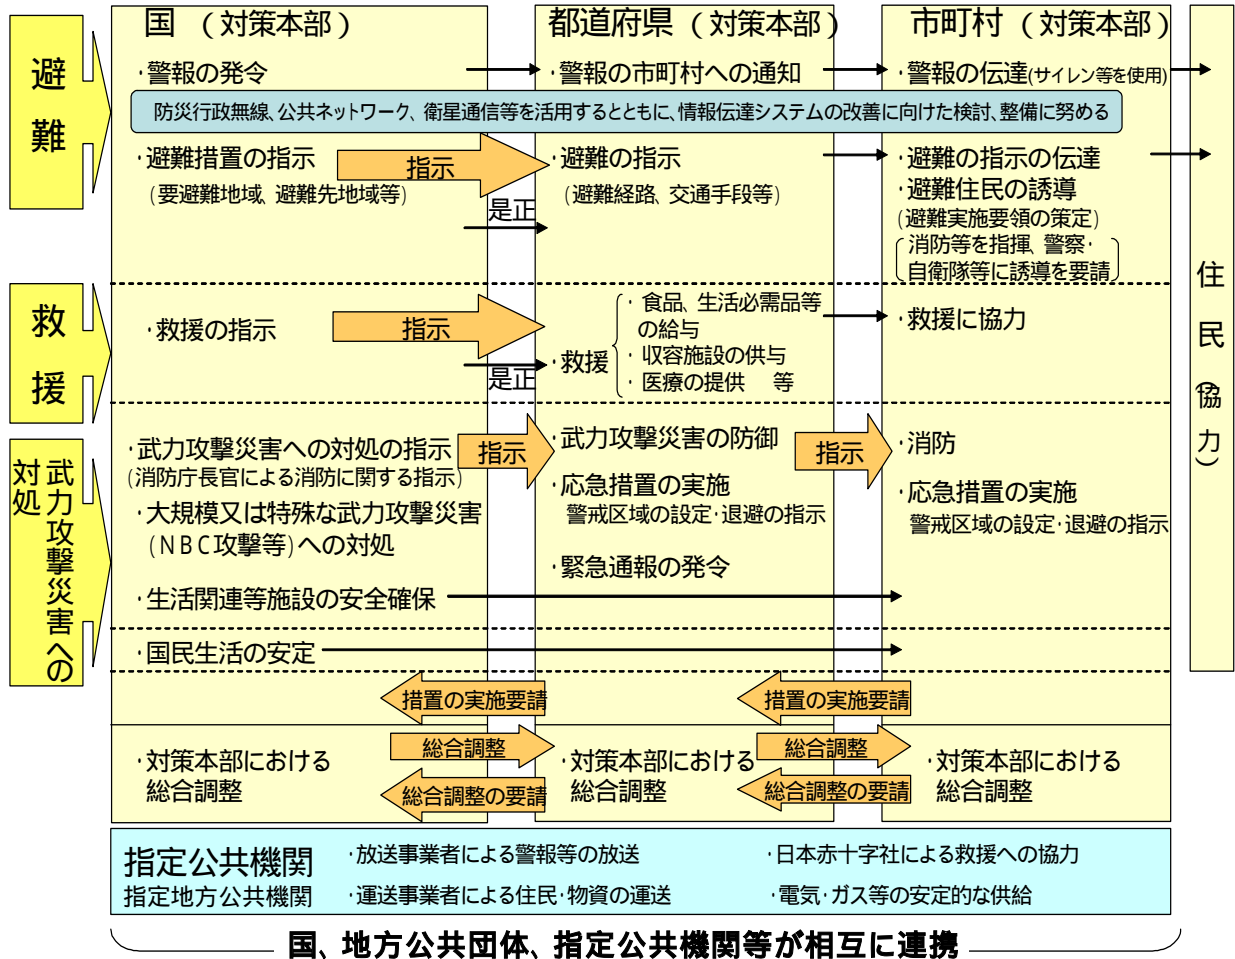 避難
国（対策本部）
都道府県（対策本部）
市町村（対策本部）
・警報の発令
・警報の市町村への通知
・警報の伝達(サイレン等を使用)
防災行政無線、公共ネットワーク、衛星通信等を活用するとともに、情報伝達システムの改善に向けた検討、整備に努める
・避難措置の指示
(要避難地域、避難先地域等)
指示
是正
・避難の指示
(避難経路、交通手段等)
・避難の指示の伝達
・避難住民の誘導
(避難実施要領の策定)
消防等を指揮、警察・
自衛隊等に誘導を要請
救援
・救援の指示
指示
是正
・救援
・食品、生活必需品等
の給与
・収容施設の供与
・医療の提供　等
・救援に協力
武力攻撃災害への
対処
・武力攻撃災害への対処の指示
(消防庁長官による消防に関する指示)
・大規模又は特殊な武力攻撃災害
(ＮＢＣ攻撃等)への対処
・生活関連等施設の安全確保
・国民生活の安定
指示
・武力攻撃災害の防御
・応急措置の実施
警戒区域の設定・退避の指示
・緊急通報の発令
指示
・消防
・応急措置の実施
警戒区域の設定・退避の指示
措置の実施要請
措置の実施要請
・対策本部における
総合調整
総合調整
総合調整の要請
・対策本部における
総合調整
総合調整
総合調整の要請
・対策本部における
総合調整
住民（協力）
指定公共機関
指定地方公共機関
・放送事業者による警報等の放送
・日本赤十字社による救援への協力
・運送事業者による住民・物資の運送
・電気・ガス等の安定的な供給
国、地方公共団体、指定公共機関等が相互に連携